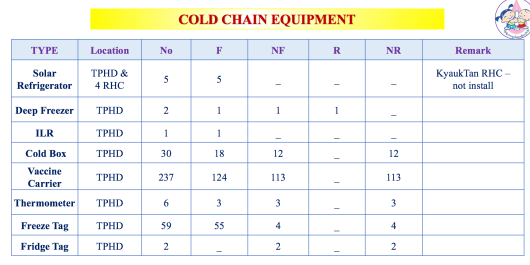 COLD CHAIN EQUIPMENT
TYPE Location No F NF R NR Remark
Solar Refrigerator TPHD & 4 RHC 5 5 _ _ _ KyaukTan RHC – not install
Deep Freezer TPHD 2 1 1 1 _
ILR TPHD 1 1 _ _ _
Cold Box TPHD 30 18 12 _ 12
Vaccine Carrier TPHD 237 124 113 _ 113
Thermometer TPHD 6 3 3 _ 3
Freeze Tag TPHD 59 55 4 _ 4
Fridge Tag TPHD 2 _ 2 _ 2